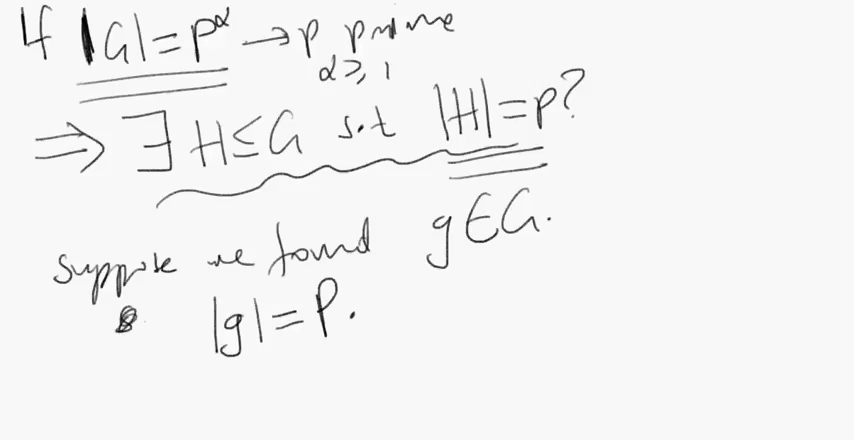 If |G| = p^α → p prime
α ≥ 1
⇒ ∃ H ≤ G s.t |H| = p?
suppose we found g ∈ G.
|g| = P.